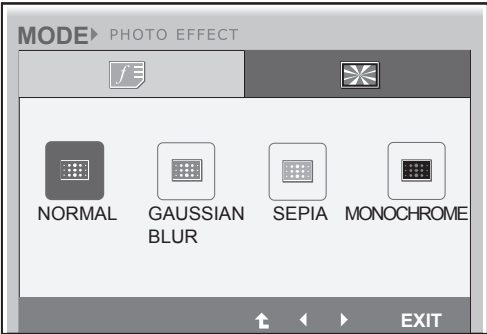 MODE PHOTO EFFECT
NORMAL GAUSSIAN BLUR SEPIA MONOCHROME
EXIT